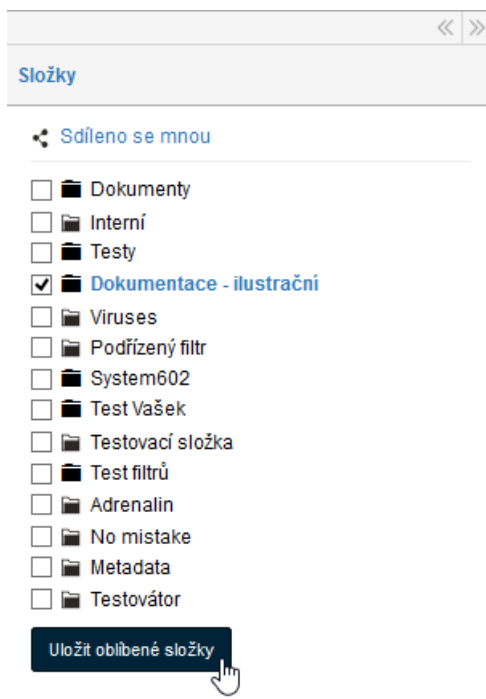 Složky
Sdíleno se mnou
Dokumenty
Interní
Testy
Dokumentace - ilustrační
Viruses
Podřízený filtr
System602
Test Vašek
Testovací složka
Test filtrů
Adrenalin
No mistake
Metadata
Testovátor
Uložit oblíbené složky